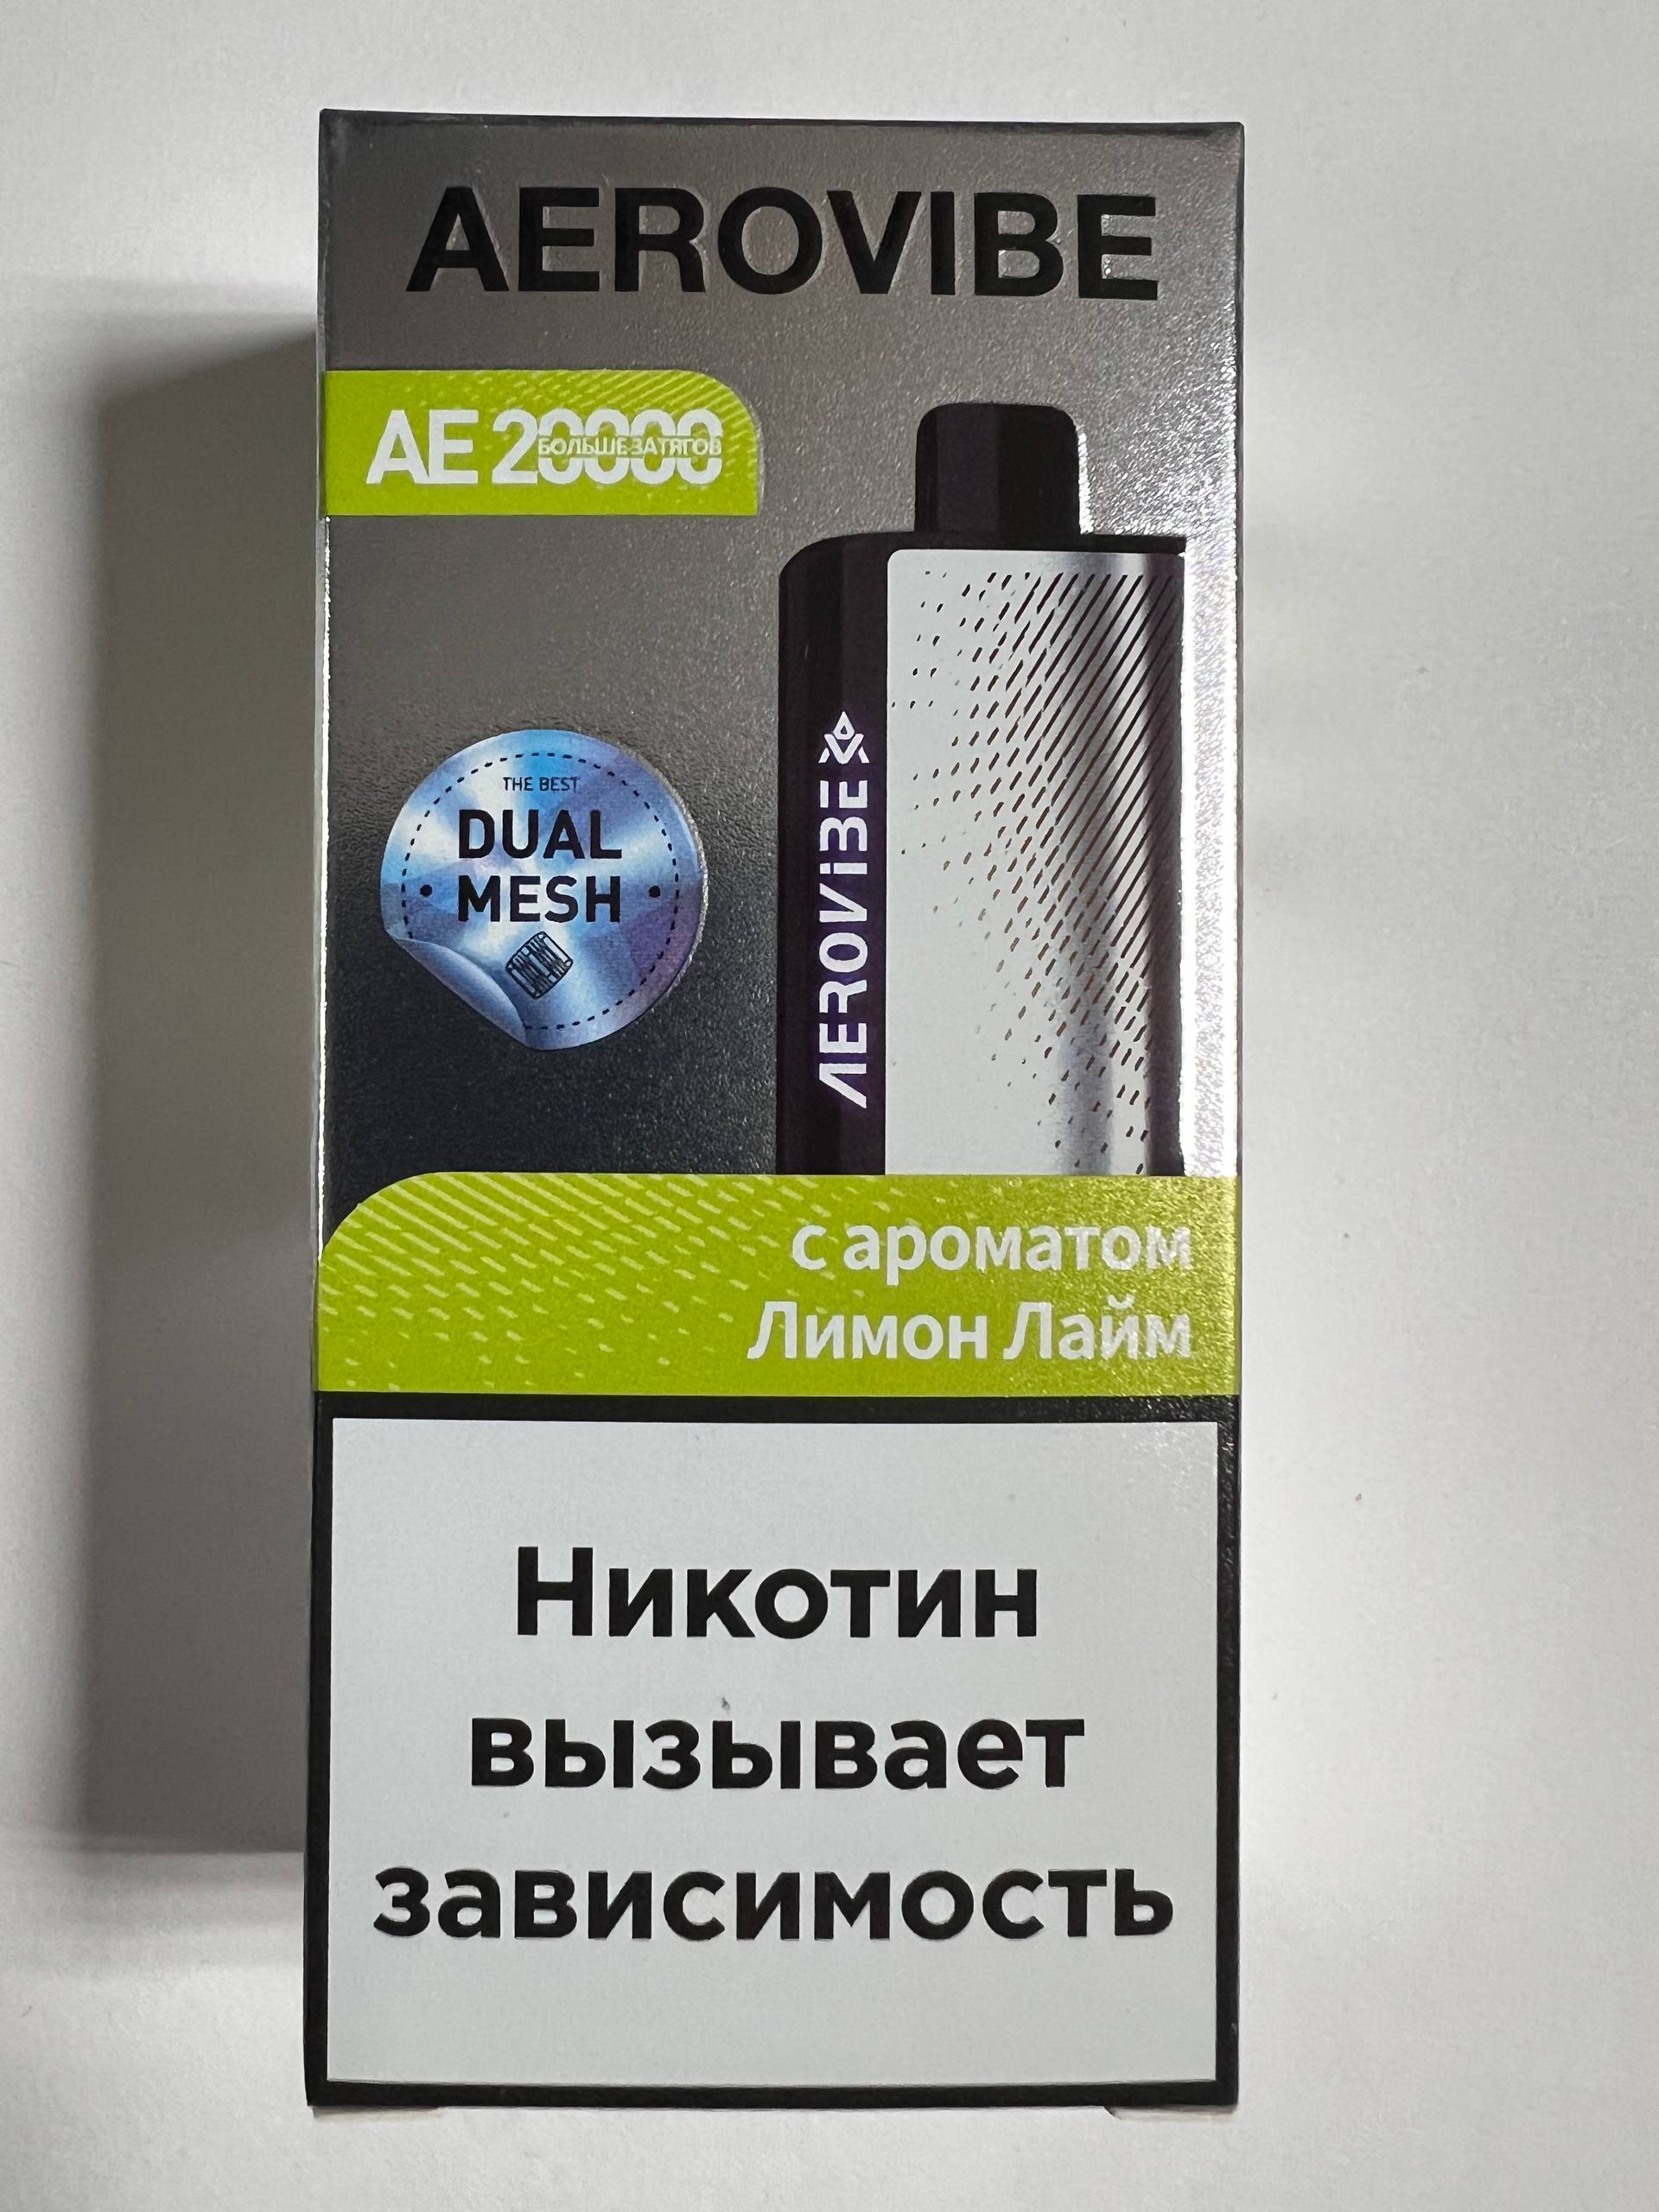 AEROVIBE
AE 20000
БОЛЬШЕ ЗАТЯГОВ
THE BEST
DUAL
MESH
AEROVIBE
с ароматом
Лимон Лайм
Никотин
вызывает
зависимость